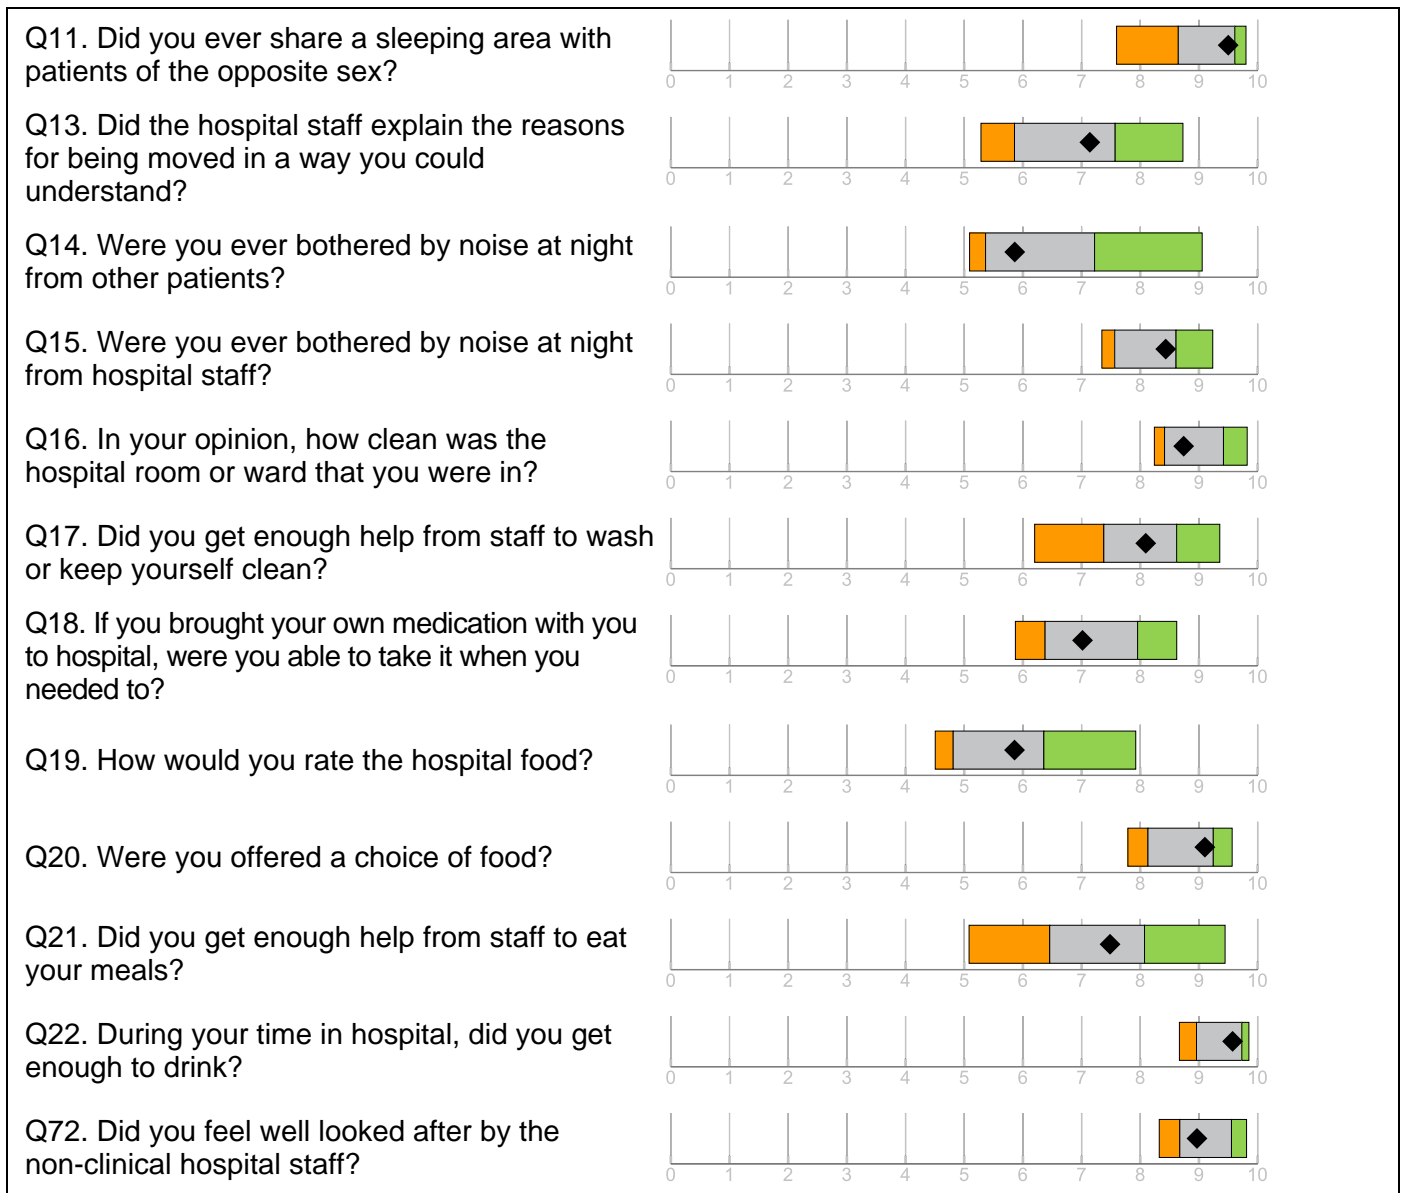 Q11. Did you ever share a sleeping area with
patients of the opposite sex?
0 1 2 3 4 5 6 7 8 9 10
Q13. Did the hospital staff explain the reasons
for being moved in a way you could
understand?
0 1 2 3 4 5 6 7 8 9 10
Q14. Were you ever bothered by noise at night
from other patients?
0 1 2 3 4 5 6 7 8 9 10
Q15. Were you ever bothered by noise at night
from hospital staff?
0 1 2 3 4 5 6 7 8 9 10
Q16. In your opinion, how clean was the
hospital room or ward that you were in?
0 1 2 3 4 5 6 7 8 9 10
Q17. Did you get enough help from staff to wash
or keep yourself clean?
0 1 2 3 4 5 6 7 8 9 10
Q18. If you brought your own medication with you
to hospital, were you able to take it when you
needed to?
0 1 2 3 4 5 6 7 8 9 10
Q19. How would you rate the hospital food?
0 1 2 3 4 5 6 7 8 9 10
Q20. Were you offered a choice of food?
0 1 2 3 4 5 6 7 8 9 10
Q21. Did you get enough help from staff to eat
your meals?
0 1 2 3 4 5 6 7 8 9 10
Q22. During your time in hospital, did you get
enough to drink?
0 1 2 3 4 5 6 7 8 9 10
Q72. Did you feel well looked after by the
non-clinical hospital staff?
0 1 2 3 4 5 6 7 8 9 10